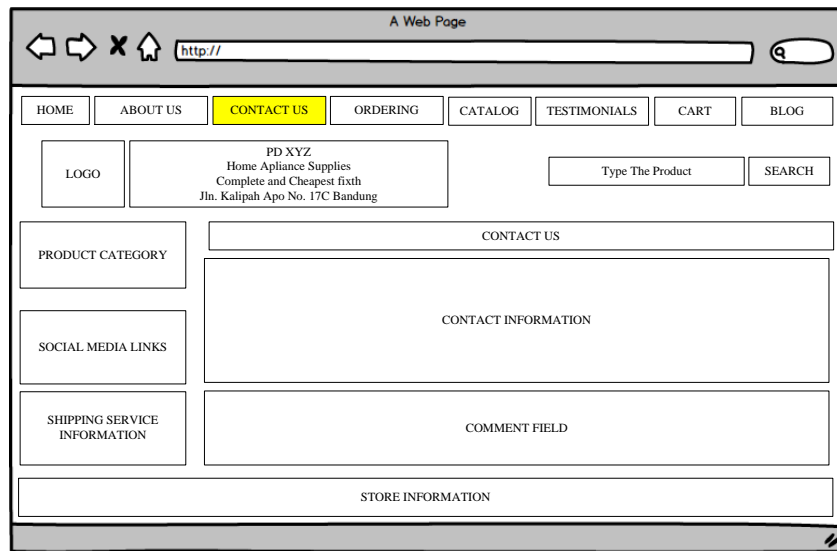 A Web Page
http://
HOME
ABOUT US
CONTACT US
ORDERING
CATALOG
TESTIMONIALS
CART
BLOG
LOGO
PD XYZ
Home Apliance Supplies
Complete and Cheapest fixth
Jln. Kalipah Apo No. 17C Bandung
Type The Product
SEARCH
PRODUCT CATEGORY
CONTACT US
CONTACT INFORMATION
SOCIAL MEDIA LINKS
SHIPPING SERVICE
INFORMATION
COMMENT FIELD
STORE INFORMATION